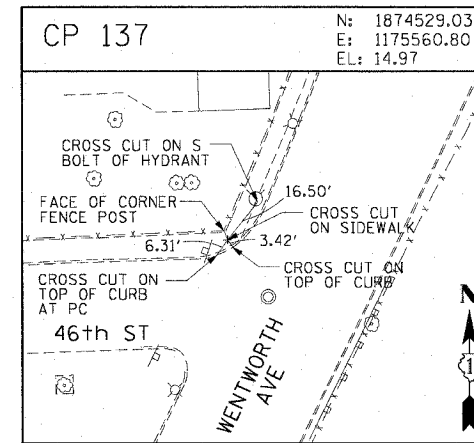 CP 137
N: 1874529.03
E: 1175560.80
EL: 14.97
CROSS CUT ON S
BOLT OF HYDRANT
FACE OF CORNER
FENCE POST
16.50'
CROSS CUT
ON SIDEWALK
6.31'
3.42'
CROSS CUT ON
TOP OF CURB
AT PC
CROSS CUT ON
TOP OF CURB
46th ST
WENTWORTH
AVE
N
1